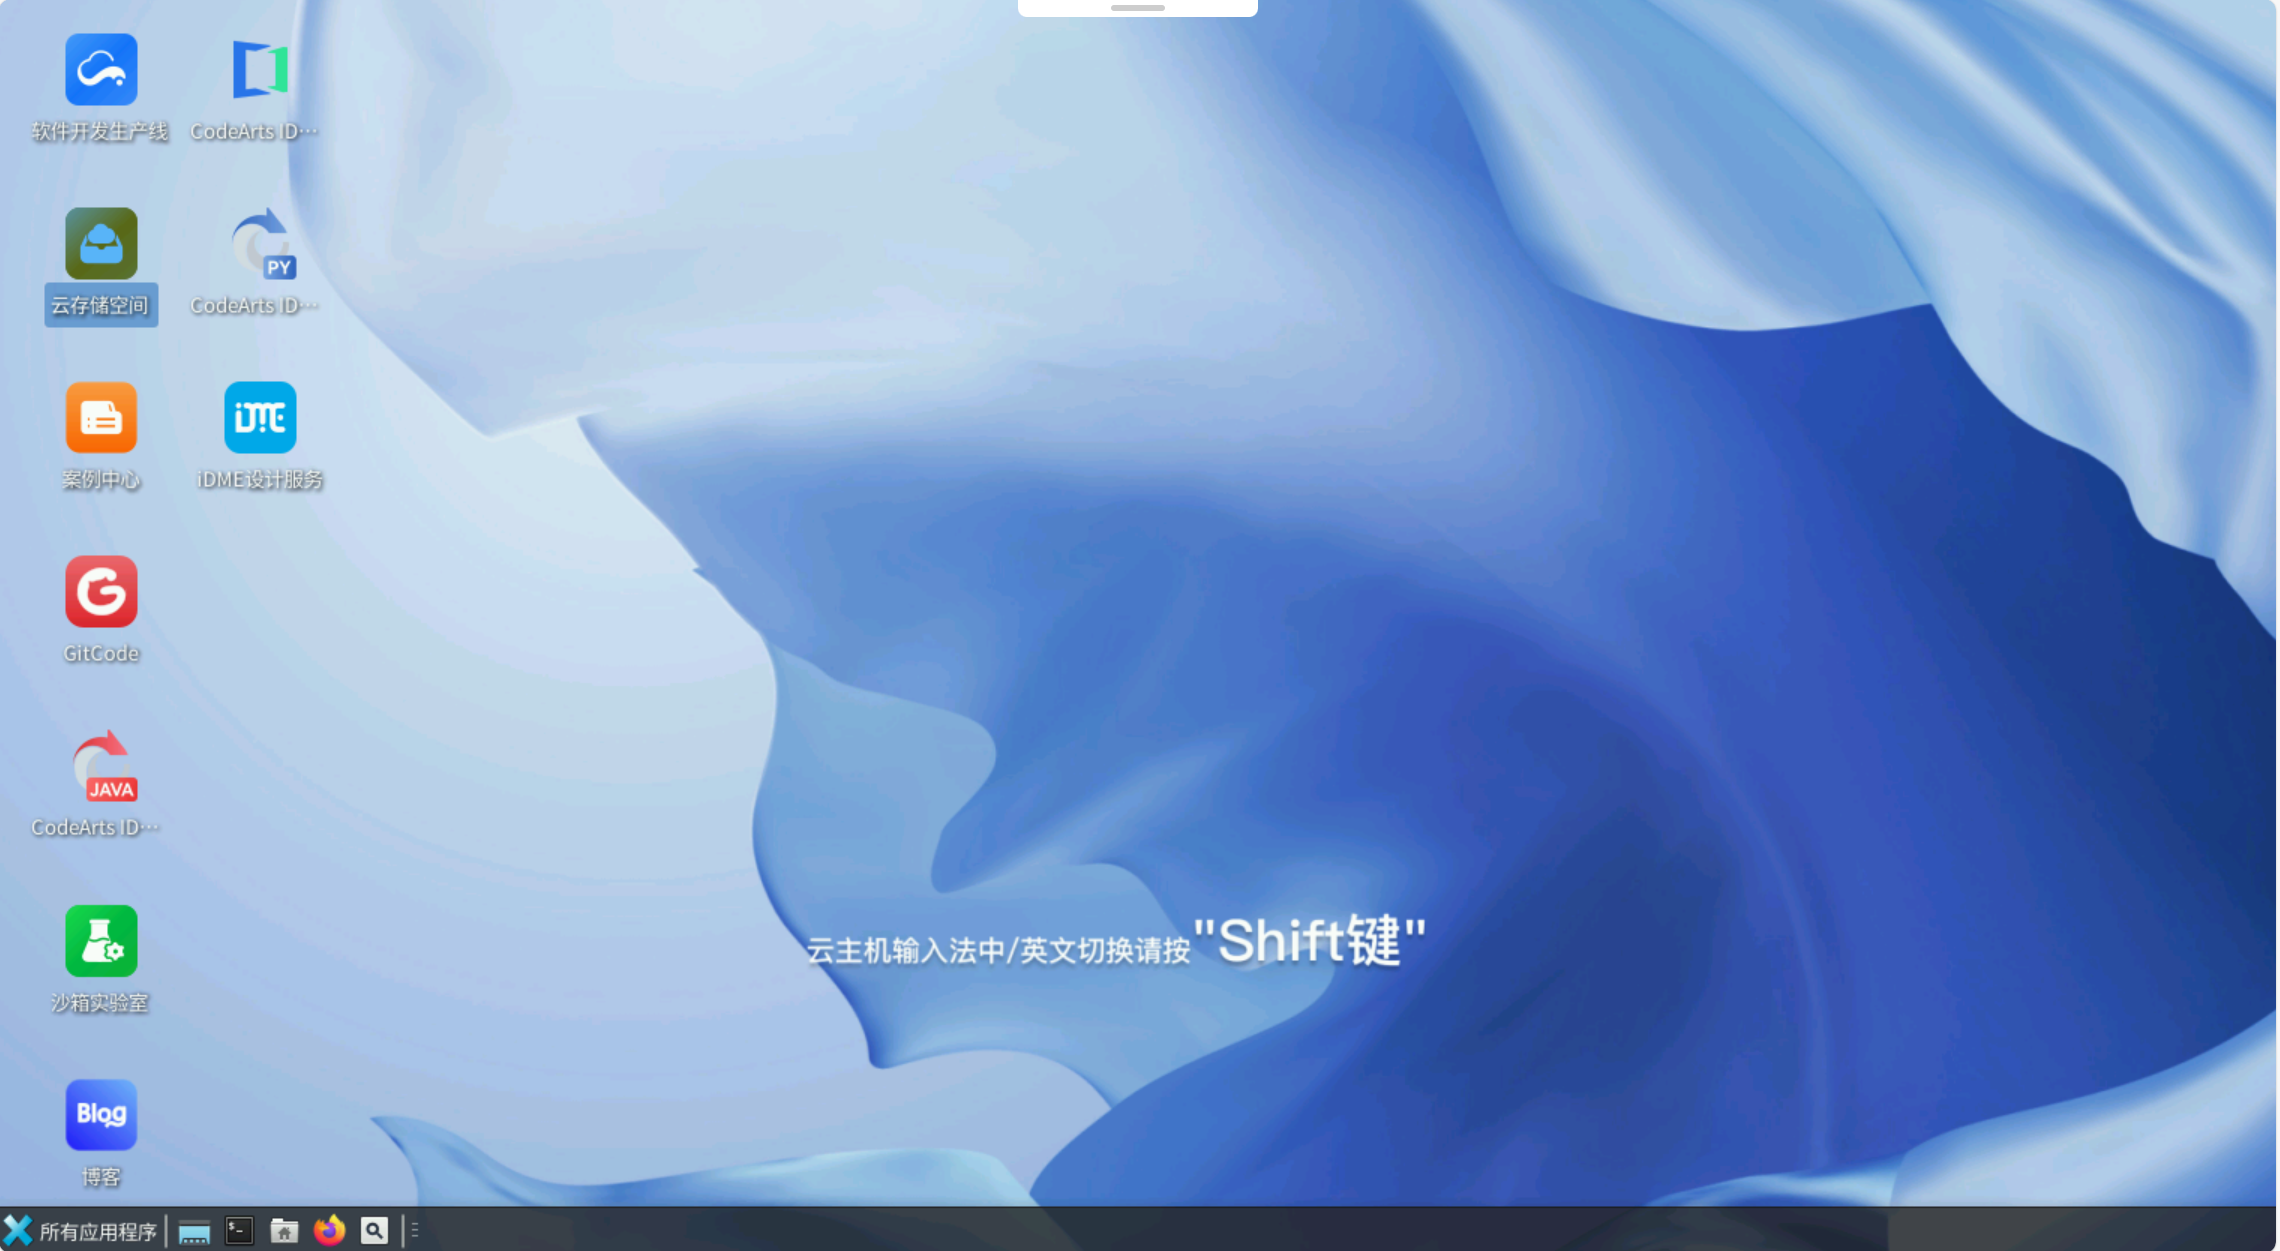 软件开发生产线
CodeArts ID…
云存储空间
PY
CodeArts ID…
案例中心
iDME
iDME设计服务
G
GitCode
JAVA
CodeArts ID…
沙箱实验室
Blog
博客
云主机输入法中/英文切换请按"Shift键"
所有应用程序
$_